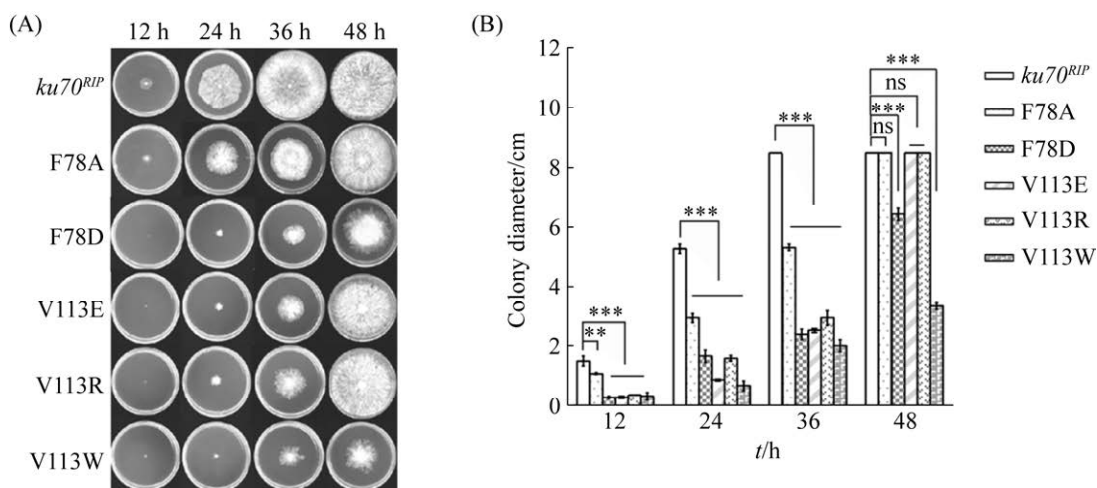 (A)
12 h 24 h 36 h 48 h
ku70^RIP
F78A
F78D
V113E
V113R
V113W
(B)
Colony diameter/cm
12
10
8
6
4
2
0
***
**
***
***
***
ns
***
ns
12 24 36 48
t/h
ku70^RIP
F78A
F78D
V113E
V113R
V113W